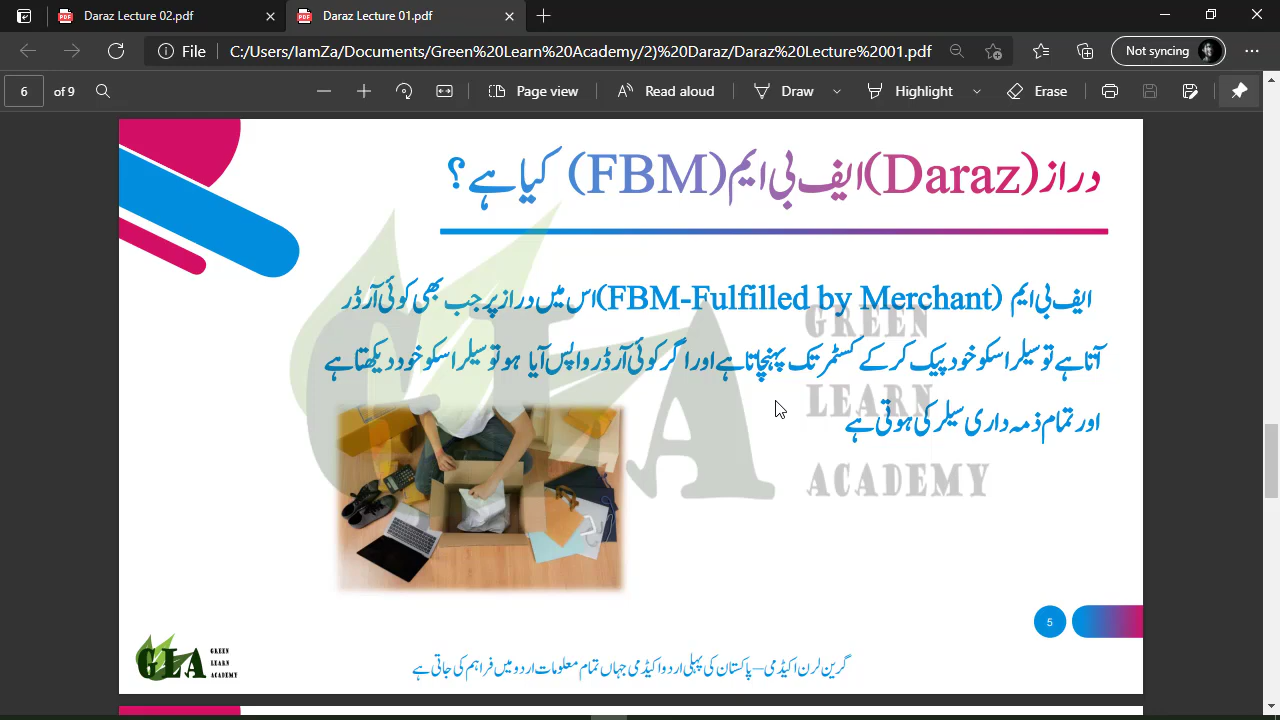 Daraz Lecture 02.pdf
Daraz Lecture 01.pdf
File
C:/Users/IamZa/Documents/Green%20Learn%20Academy/2)%20Daraz/Daraz%20Lecture%2001.pdf
Not syncing
6 of 9
Page view
Read aloud
Draw
Highlight
Erase
دراز(Daraz)ایف بی ایم(FBM) کیا ہے؟
ایف بی ایم (FBM-Fulfilled by Merchant)اس میں دراز پر جب بھی کوئی آرڈر
آتا ہے تو سیلر اسکو خود پیک کر کے کسٹمر تک پہنچاتا ہے اور اگر کوئی آرڈر واپس آیا ہو تو سیلر اسکو خود دیکھتا ہے
اور تمام ذمہ داری سیلر کی ہوتی ہے
GLA
GREEN
LEARN
ACADEMY
5
GLA
GREEN
LEARN
ACADEMY
گرین لرن اکیڈمی – پاکستان کی پہلی اردو اکیڈمی جہاں تمام معلومات اردو میں فراہم کی جاتی ہے